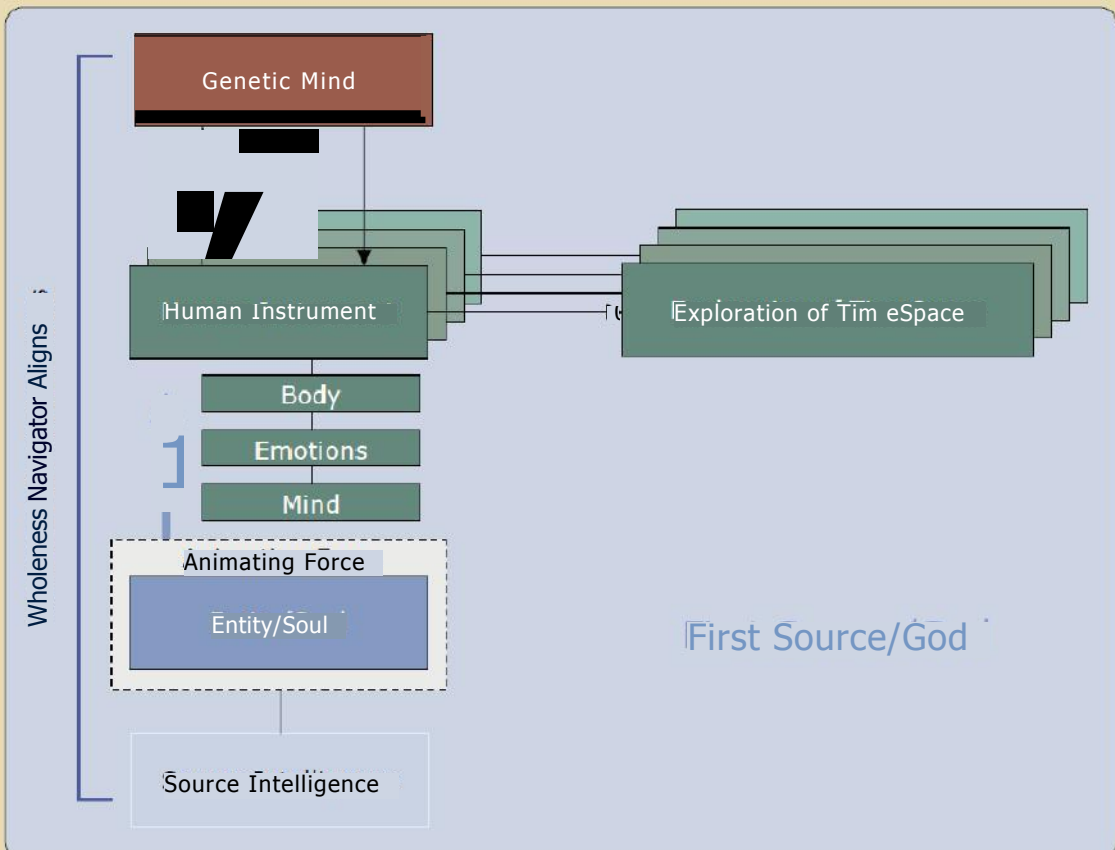 Genetic Mind
Human Instrument
Exploration of Tim eSpace
Body
Emotions
Mind
Animating Force
Entity/Soul
Source Intelligence
Wholeness Navigator Aligns
First Source/God